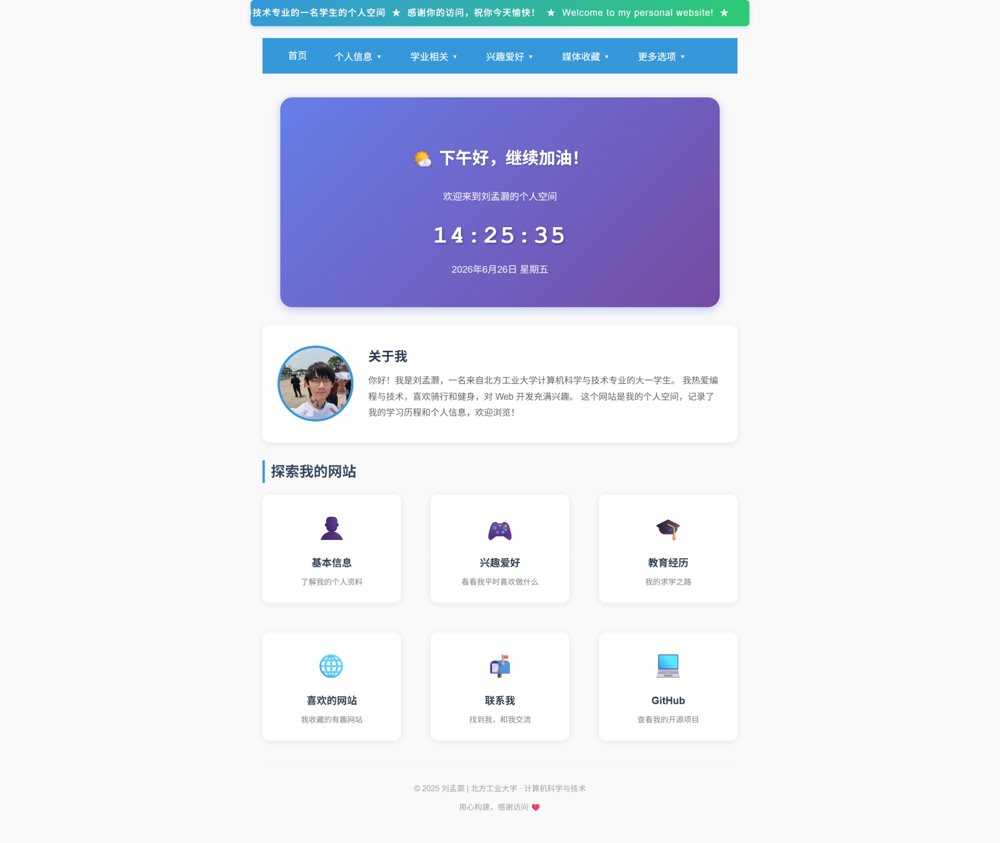 技术专业的一名学生的个人空间 ★ 感谢你的访问，祝你今天愉快！ ★ Welcome to my personal website! ★
首页 个人信息 ▼ 学业相关 ▼ 兴趣爱好 ▼ 媒体收藏 ▼ 更多选项 ▼
🌤️ 下午好，继续加油！
欢迎来到刘孟灏的个人空间
14:25:35
2026年6月26日 星期五
关于我
你好！我是刘孟灏，一名来自北方工业大学计算机科学与技术专业的大一学生。 我热爱编
程与技术，喜欢骑行和健身，对 Web 开发充满兴趣。 这个网站是我的个人空间，记录了
我的学习历程和个人信息，欢迎浏览！
探索我的网站
基本信息
了解我的个人资料
兴趣爱好
看看我平时喜欢做什么
教育经历
我的求学之路
喜欢的网站
我收藏的有趣网站
联系我
找到我，和我交流
GitHub
查看我的开源项目
© 2025 刘孟灏 | 北方工业大学 · 计算机科学与技术
用心构建，感谢访问 ❤️